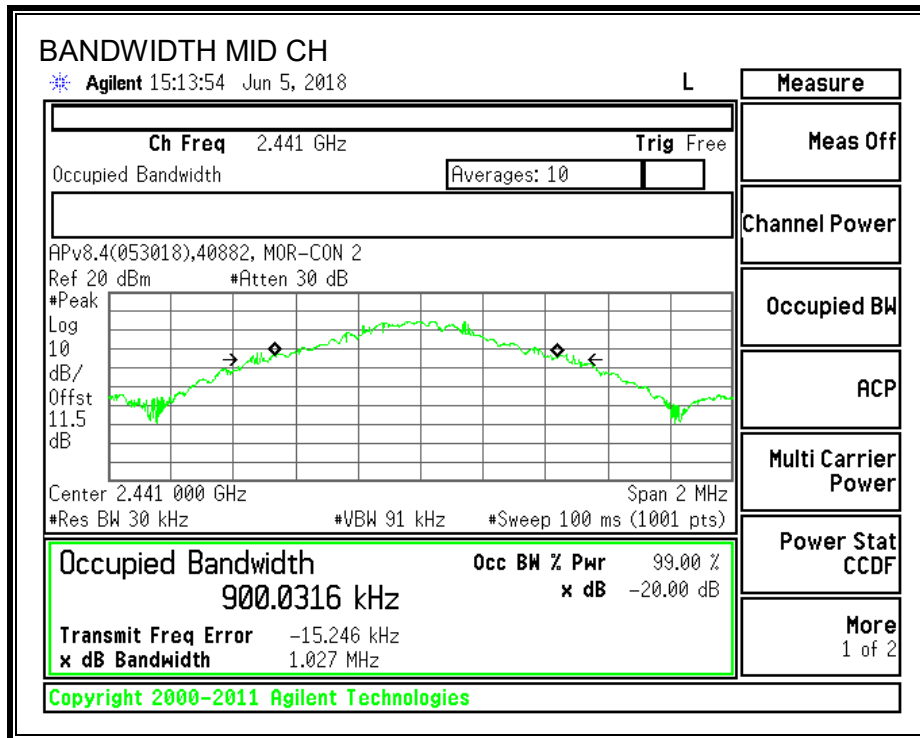 BANDWIDTH MID CH
Agilent 15:13:54 Jun 5, 2018 L
Measure
Ch Freq 2.441 GHz Trig Free
Meas Off
Occupied Bandwidth Averages: 10
Channel Power
APv8.4(053018),40882, MOR-CON 2
Ref 20 dBm #Atten 30 dB
#Peak
Log
10
dB/
Offst
11.5
dB
Occupied BW
ACP
Multi Carrier
Power
Center 2.441 000 GHz Span 2 MHz
#Res BW 30 kHz #VBW 91 kHz #Sweep 100 ms (1001 pts)
Power Stat
CCDF
Occupied Bandwidth Occ BW % Pwr 99.00 %
900.0316 kHz x dB -20.00 dB
Transmit Freq Error -15.246 kHz
x dB Bandwidth 1.027 MHz
More
1 of 2
Copyright 2000-2011 Agilent Technologies